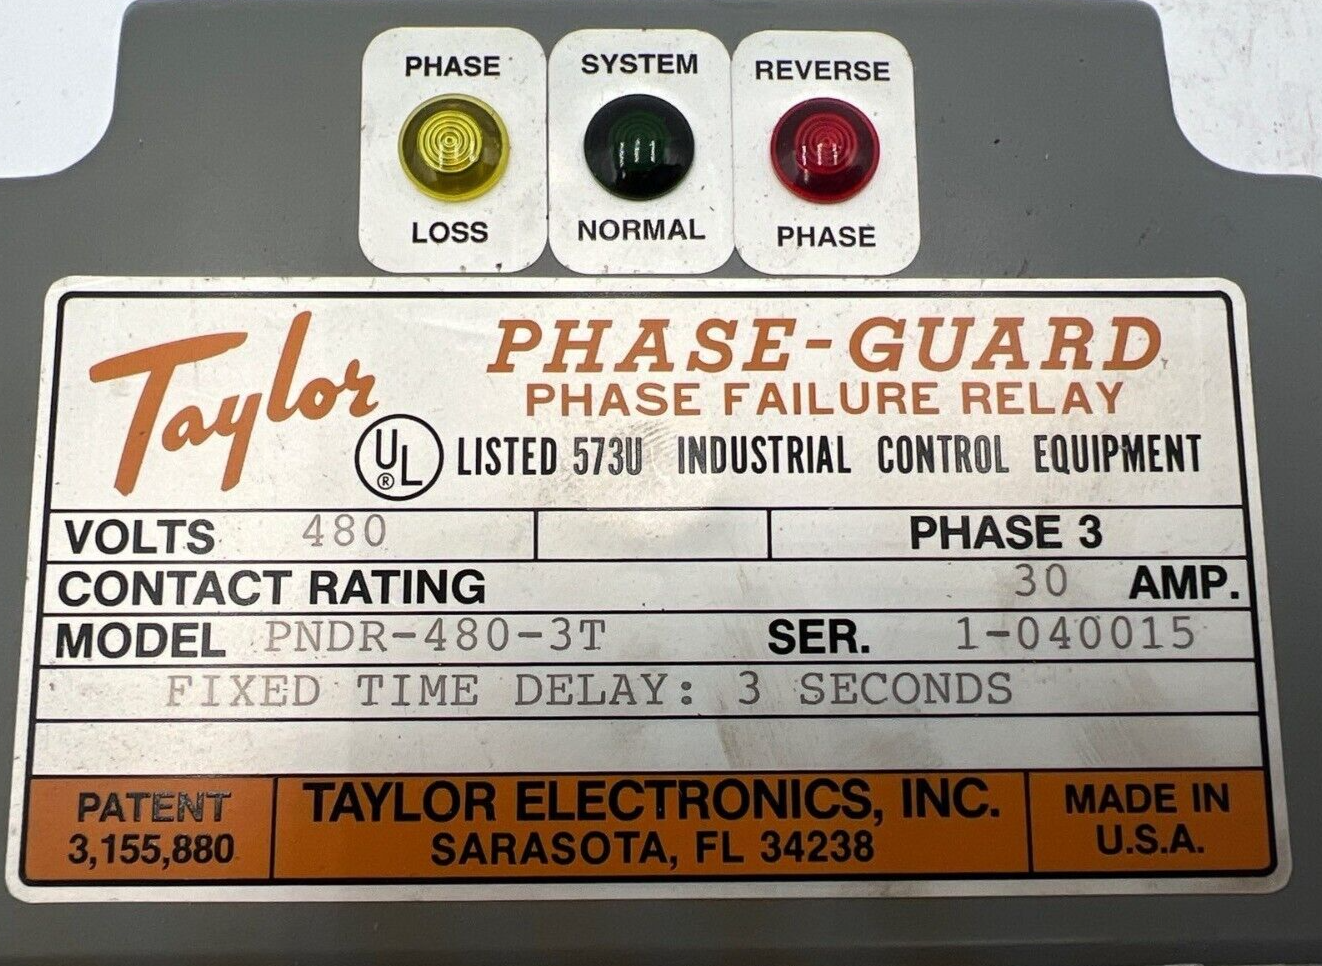 PHASE
LOSS
SYSTEM
NORMAL
REVERSE
PHASE
Taylor
PHASE-GUARD
PHASE FAILURE RELAY
UL ® LISTED 573U INDUSTRIAL CONTROL EQUIPMENT
VOLTS 480 PHASE 3
CONTACT RATING 30 AMP.
MODEL PNDR-480-3T SER. 1-040015
FIXED TIME DELAY: 3 SECONDS
PATENT
3,155,880
TAYLOR ELECTRONICS, INC.
SARASOTA, FL 34238
MADE IN
U.S.A.